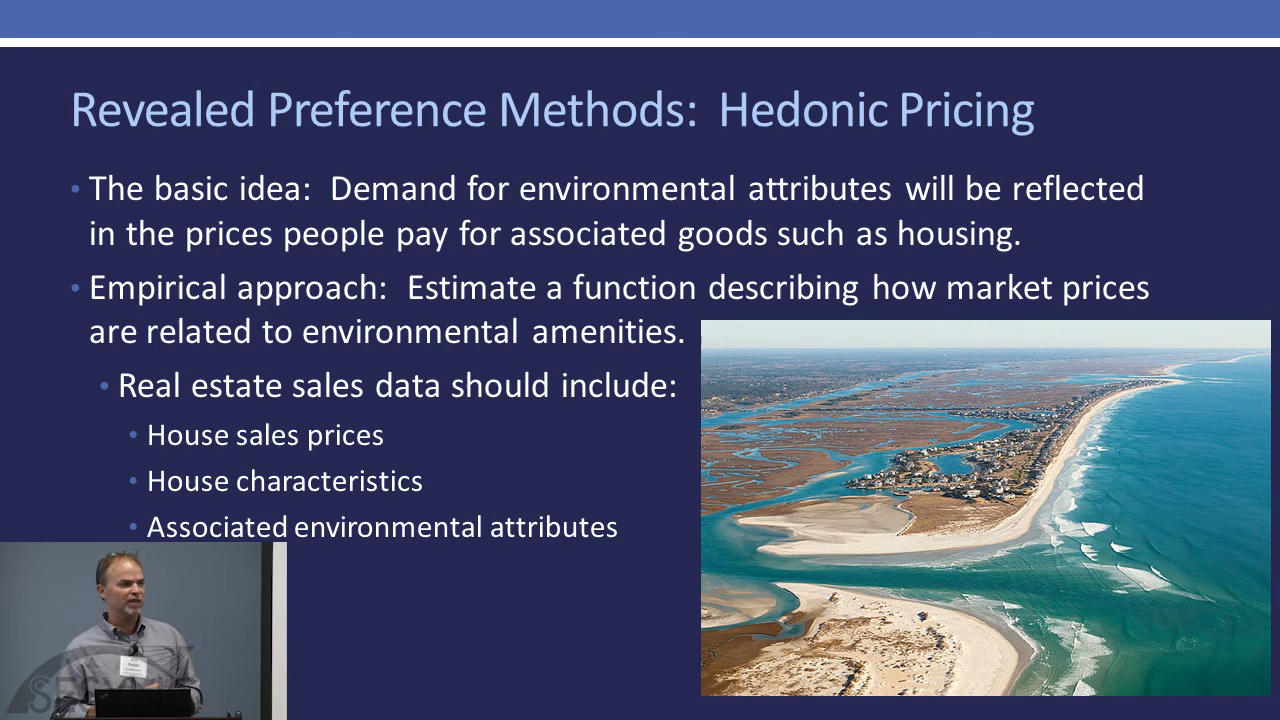 Revealed Preference Methods: Hedonic Pricing
• The basic idea: Demand for environmental attributes will be reflected
in the prices people pay for associated goods such as housing.
• Empirical approach: Estimate a function describing how market prices
are related to environmental amenities.
• Real estate sales data should include:
• House sales prices
• House characteristics
• Associated environmental attributes